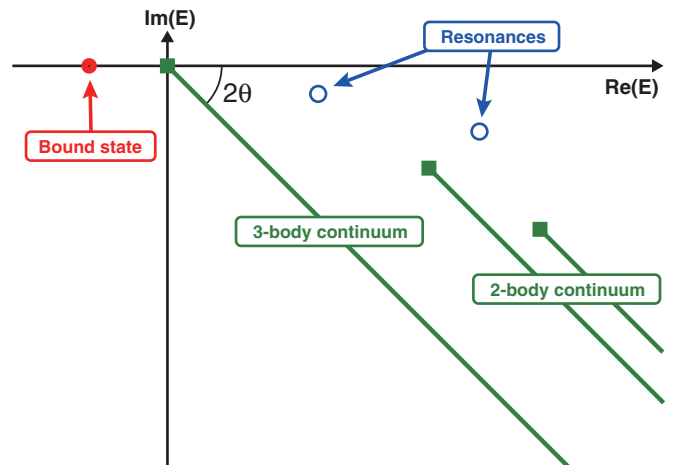 Im(E)
Resonances
Re(E)
2θ
Bound state
3-body continuum
2-body continuum